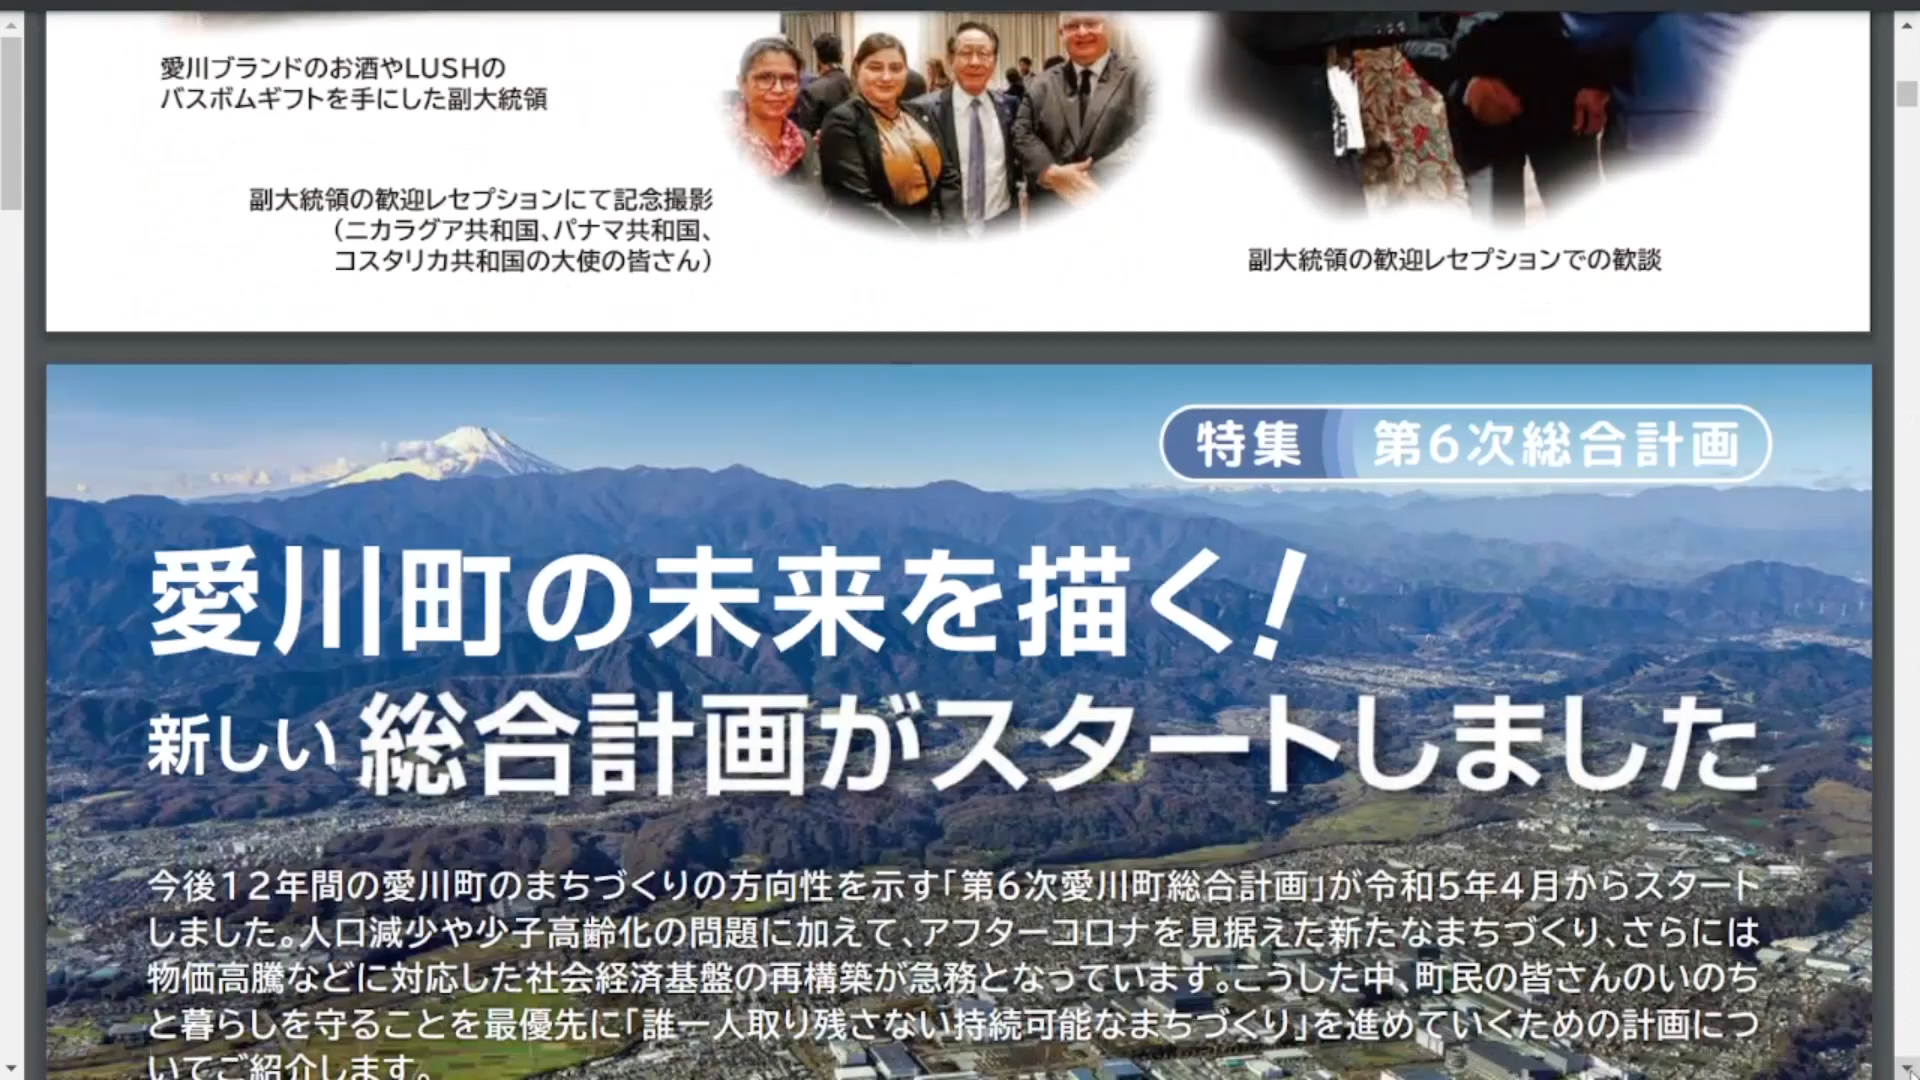 愛川ブランドのお酒やLUSHの
バスボムギフトを手にした副大統領
副大統領の歓迎レセプションにて記念撮影
(ニカラグア共和国、パナマ共和国、
コスタリカ共和国の大使の皆さん)
副大統領の歓迎レセプションでの歓談
特集 第6次総合計画
愛川町の未来を描く!
新しい総合計画がスタートしました
今後12年間の愛川町のまちづくりの方向性を示す「第6次愛川町総合計画」が令和5年4月からスタート
しました。人口減少や少子高齢化の問題に加えて、アフターコロナを見据えた新たなまちづくり、さらには
物価高騰などに対応した社会経済基盤の再構築が急務となっています。こうした中、町民の皆さんのいのち
と暮らしを守ることを最優先に「誰一人取り残さない持続可能なまちづくり」を進めていくための計画につ
いてご紹介します。